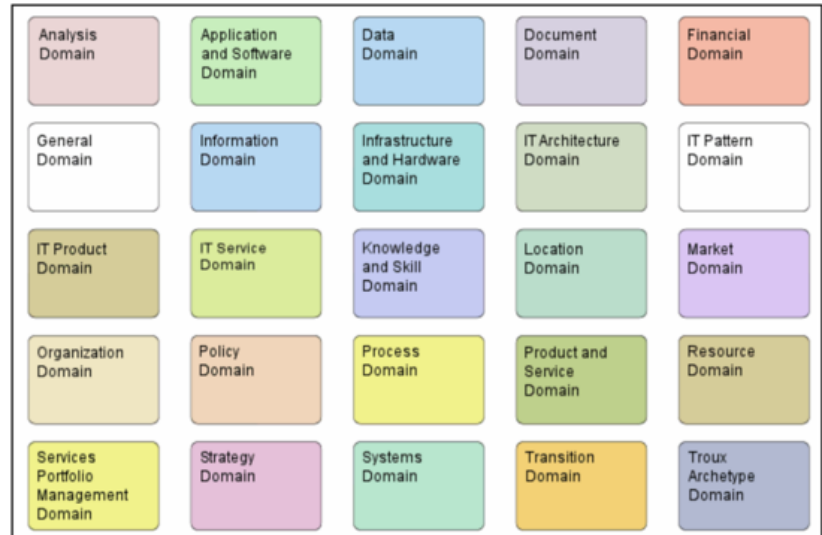 Analysis
Domain
Application
and Software
Domain
Data
Domain
Document
Domain
Financial
Domain
General
Domain
Information
Domain
Infrastructure
and Hardware
Domain
IT Architecture
Domain
IT Pattern
Domain
IT Product
Domain
IT Service
Domain
Knowledge
and Skill
Domain
Location
Domain
Market
Domain
Organization
Domain
Policy
Domain
Process
Domain
Product and
Service
Domain
Resource
Domain
Services
Portfolio
Management
Domain
Strategy
Domain
Systems
Domain
Transition
Domain
Troux
Archetype
Domain